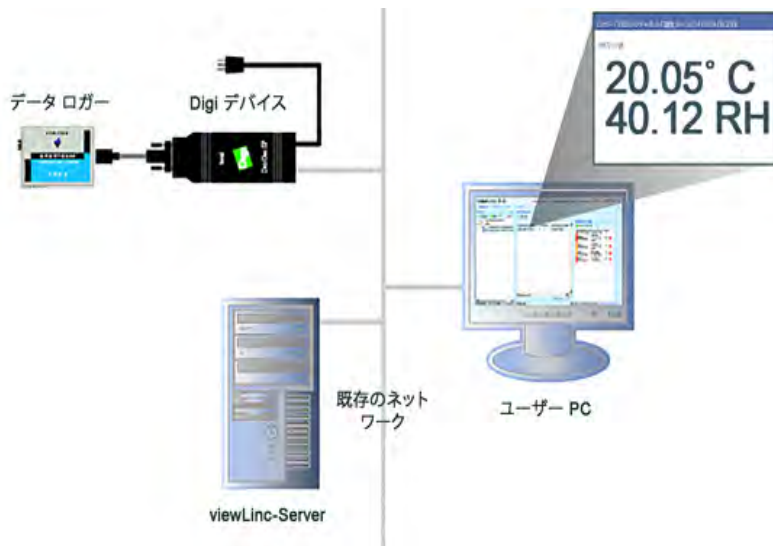 データ ロガー
Digi デバイス
20.05° C
40.12 RH
既存のネット
ワーク
ユーザー PC
viewLinc-Server